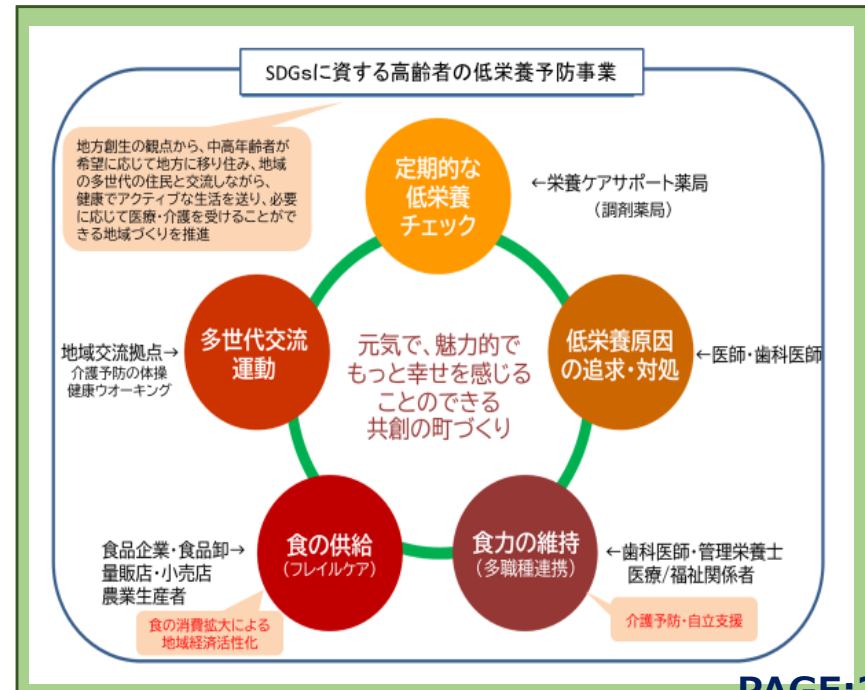 SDGsに資する高齢者の低栄養予防事業
地方創生の観点から、中高年齢者が
希望に応じて地方に移り住み、地域
の多世代の住民と交流しながら、
健康でアクティブな生活を送り、必要
に応じて医療・介護を受けることがで
きる地域づくりを推進
定期的な
低栄養
チェック
←栄養ケアサポート薬局
（調剤薬局）
多世代交流
運動
地域交流拠点→
介護予防の体操
健康ウオーキング
元気で、魅力的で
もっと幸せを感じる
ことのできる
共創の町づくり
低栄養原因
の追求・対処
←医師・歯科医師
食の供給
（フレイルケア）
食品企業・食品卸→
量販店・小売店
農業生産者
食の消費拡大による
地域経済活性化
食力の維持
（多職種連携）
←歯科医師・管理栄養士
医療/福祉関係者
介護予防・自立支援